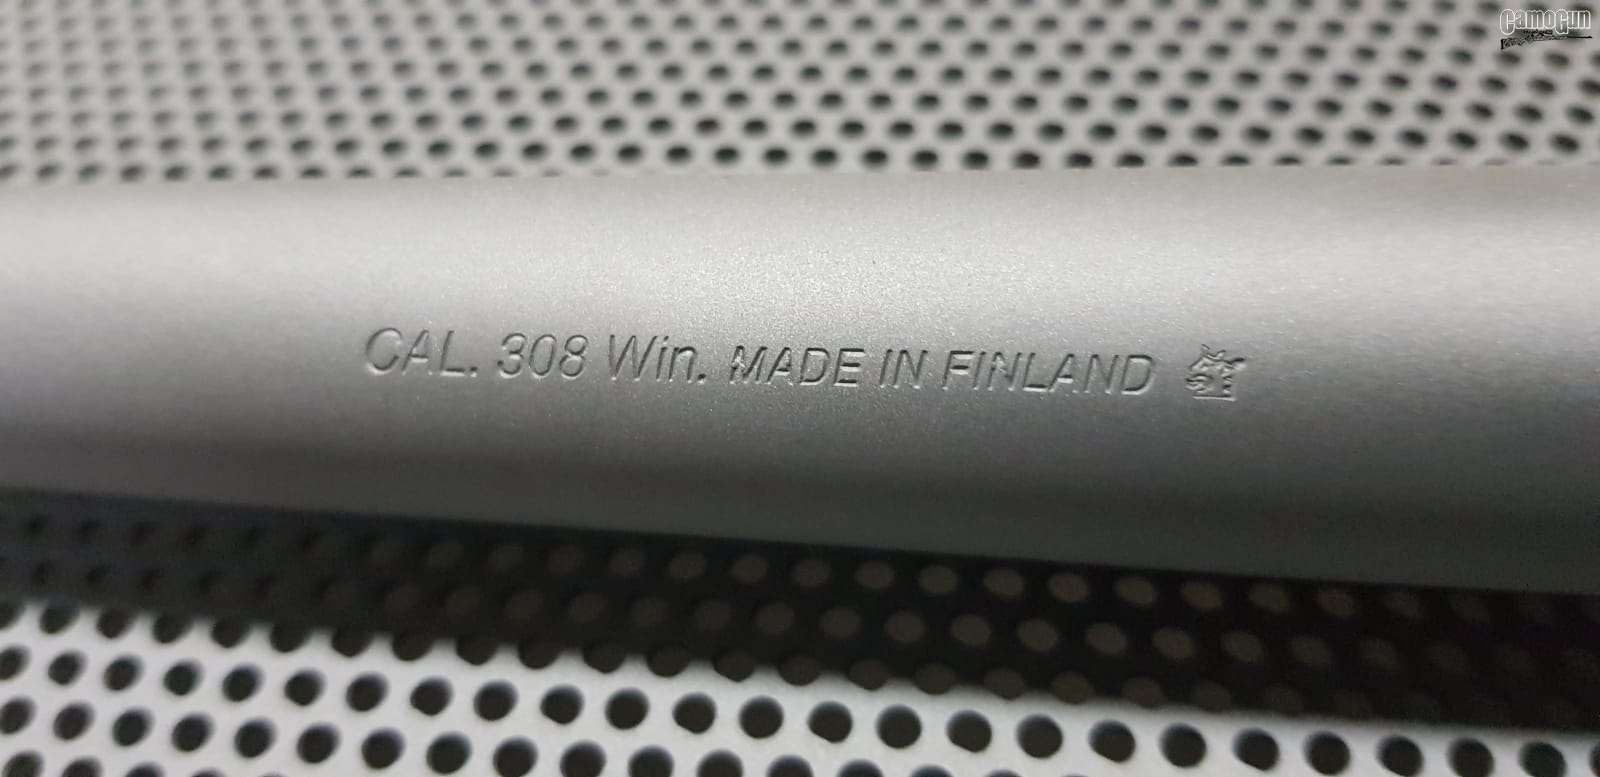 CamoGun
CAL. 308 Win. MADE IN FINLAND